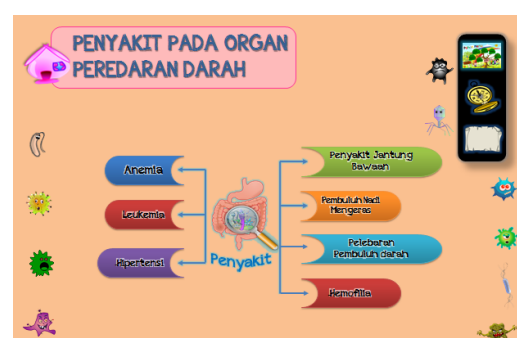 PENYAKIT PADA ORGAN
PEREDARAN DARAH
Anemia
Leukemia
Hipertensi
Penyakit
Penyakit Jantung
Bawaan
Pembuluh Nadi
Mengeras
Pelebaran
Pembuluh darah
Hemofilia